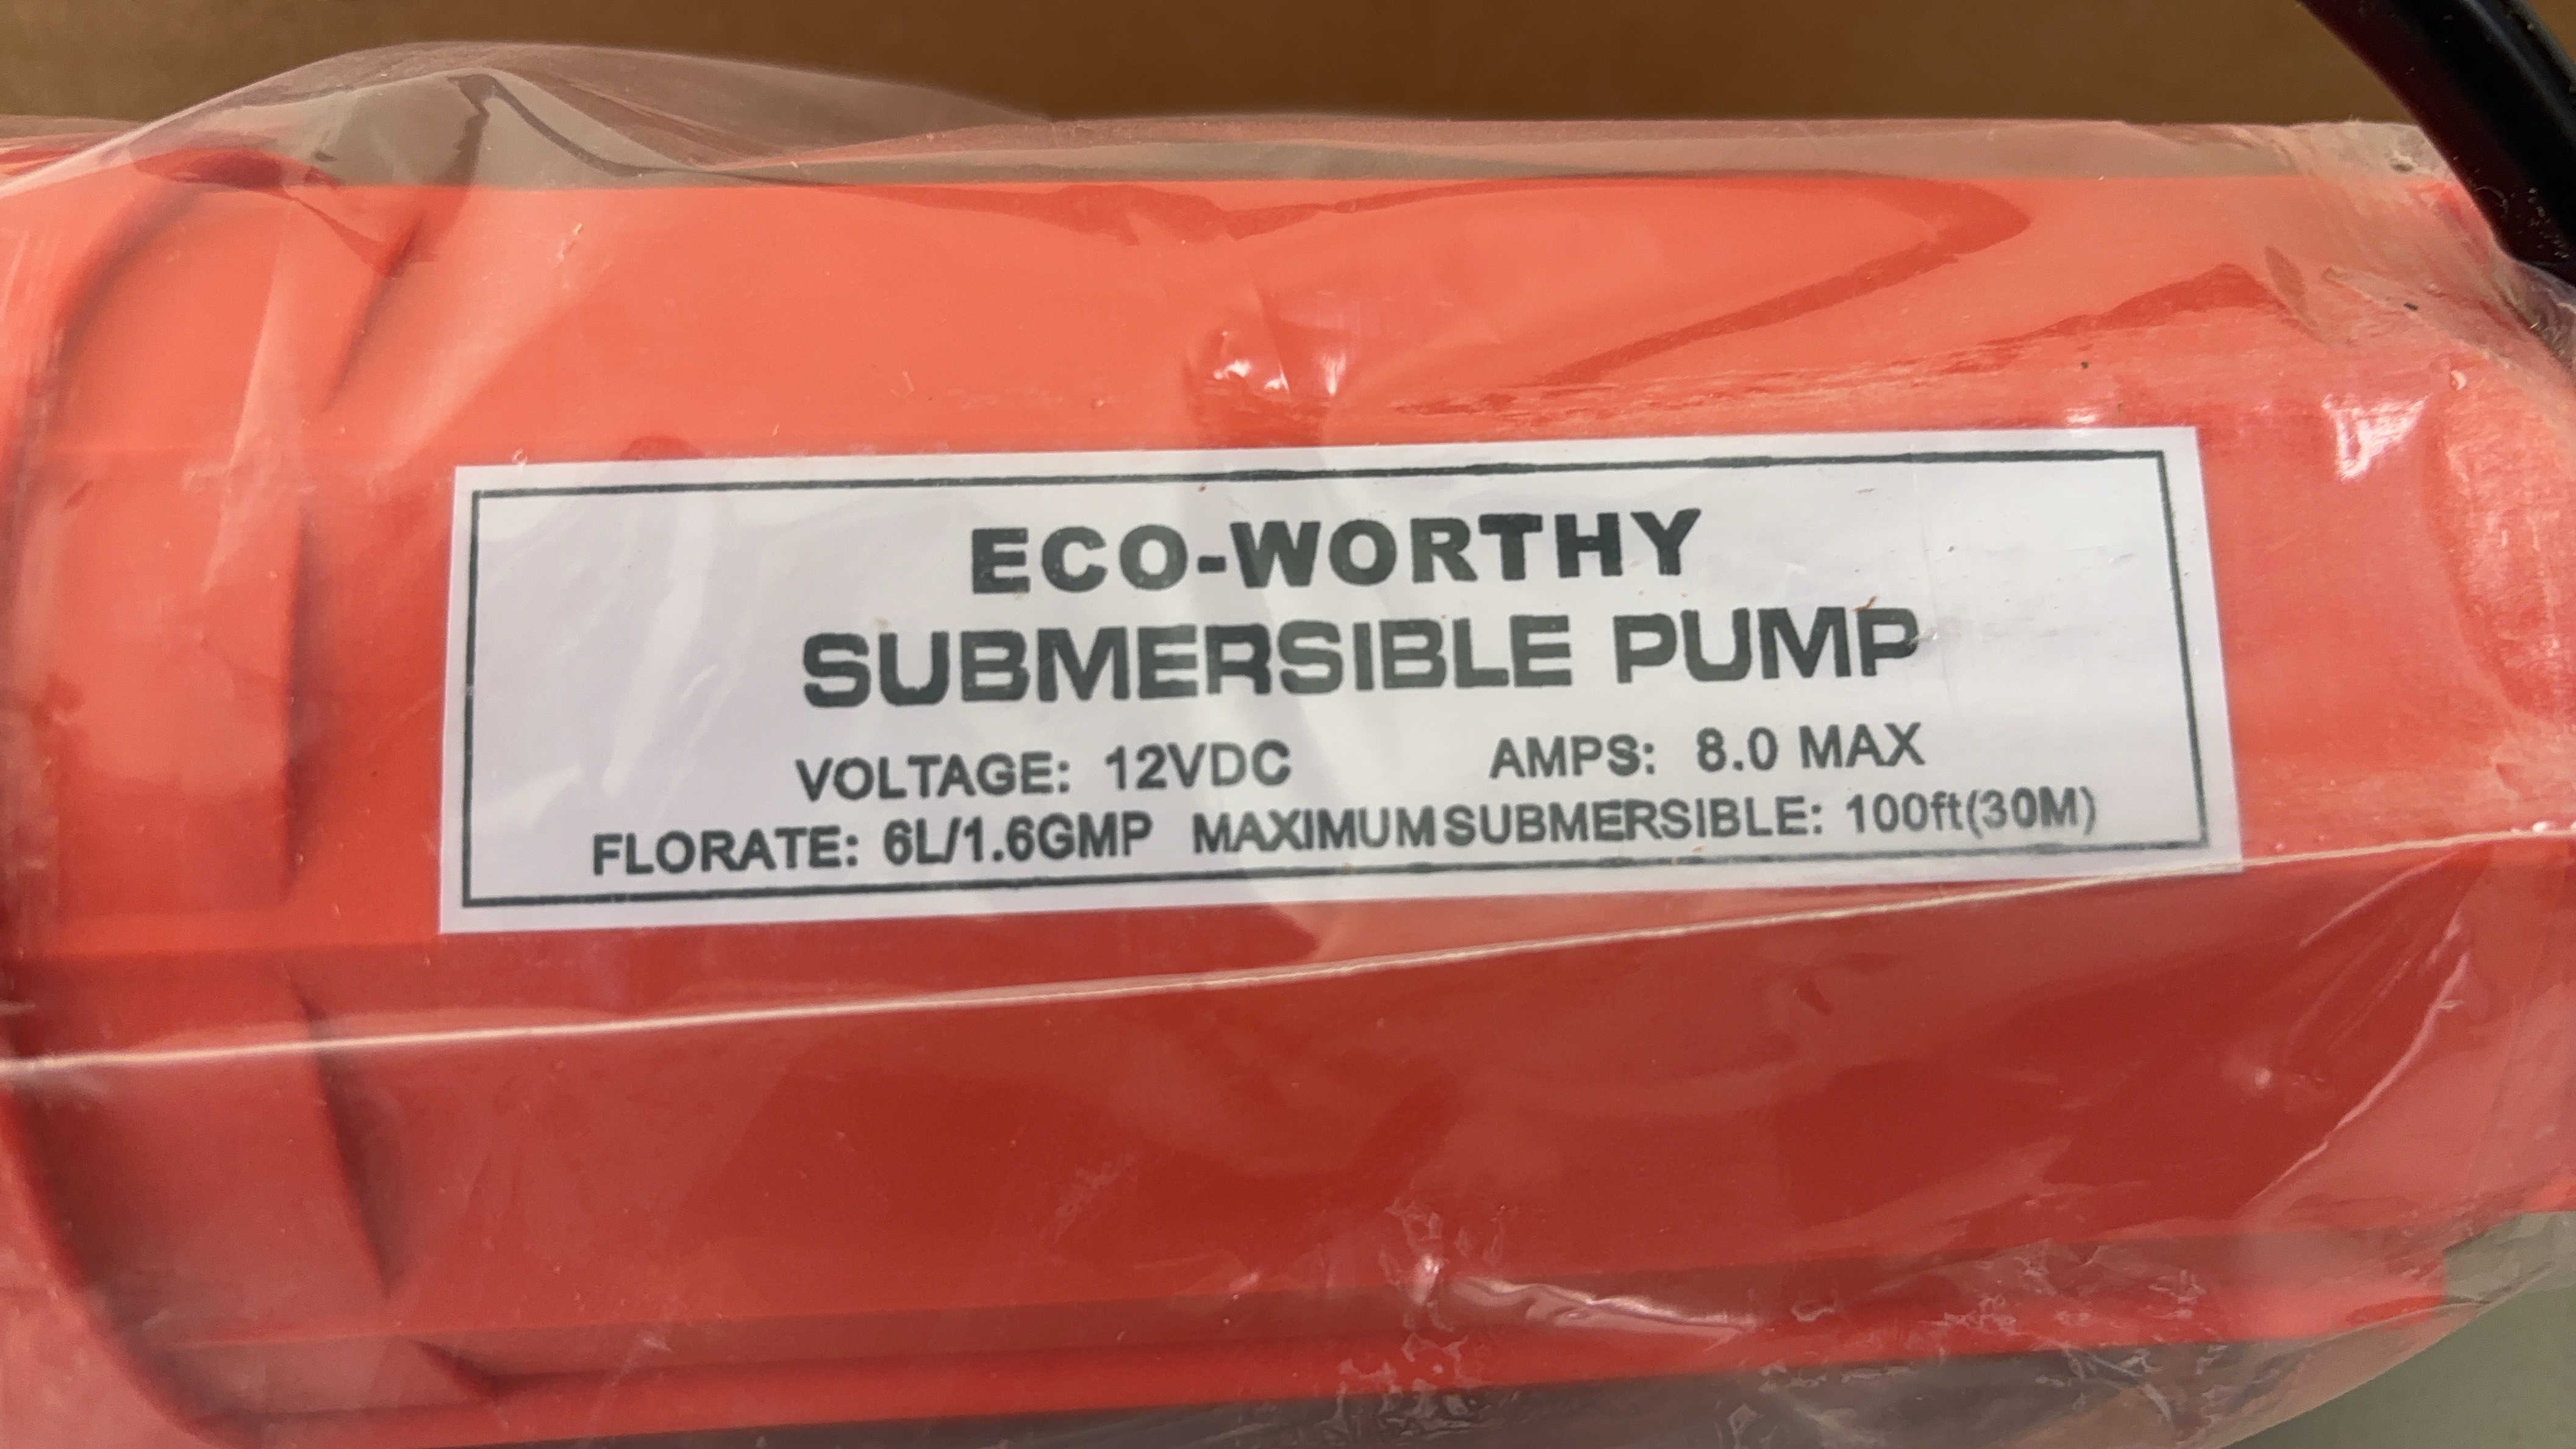 ECO-WORTHY
SUBMERSIBLE PUMP
VOLTAGE: 12VDC AMPS: 8.0 MAX
FLORATE: 6L/1.6GMP MAXIMUM SUBMERSIBLE: 100ft(30M)